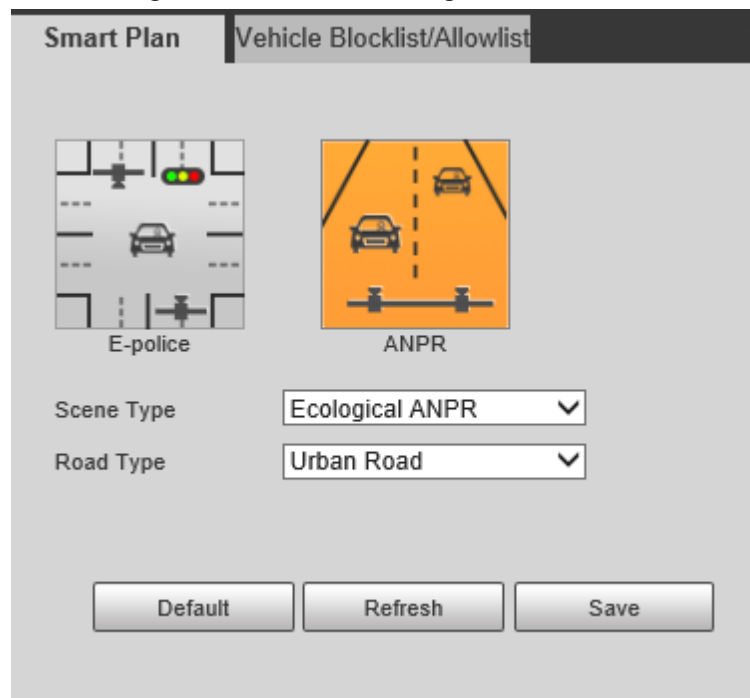 Smart Plan Vehicle Blocklist/Allowlist
E-police ANPR
Scene Type Ecological ANPR
Road Type Urban Road
Default Refresh Save